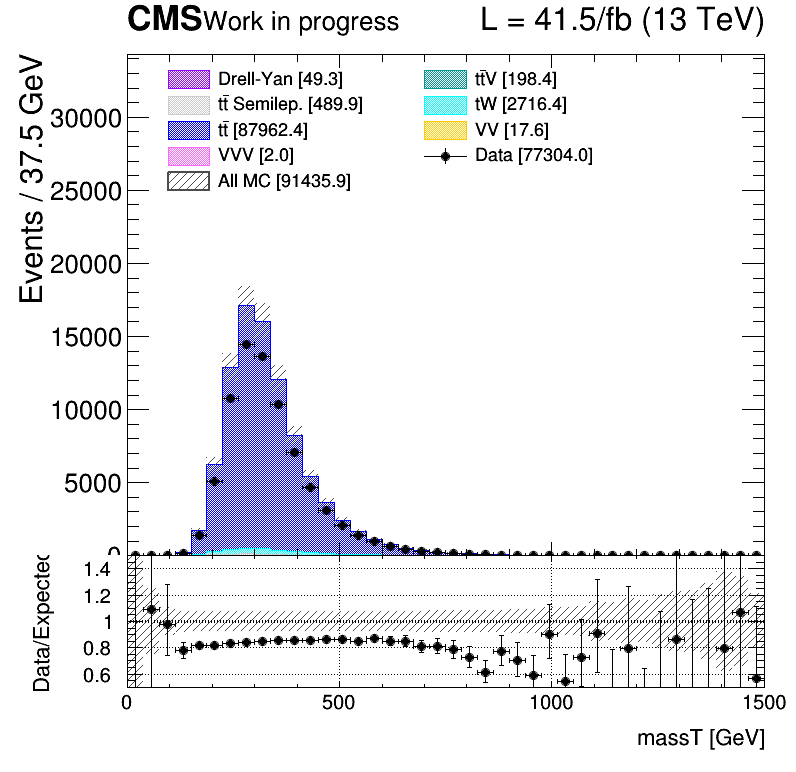 CMS Work in progress L = 41.5/fb (13 TeV)
Events / 37.5 GeV
Drell-Yan [49.3]
tt̄ Semilep. [489.9]
tt̄ [87962.4]
VVV [2.0]
All MC [91435.9]
tt̄V [198.4]
tW [2716.4]
VV [17.6]
Data [77304.0]
30000
25000
20000
15000
10000
5000
0
Data/Expected
1.4
1.2
1
0.8
0.6
0 500 1000 1500
massT [GeV]